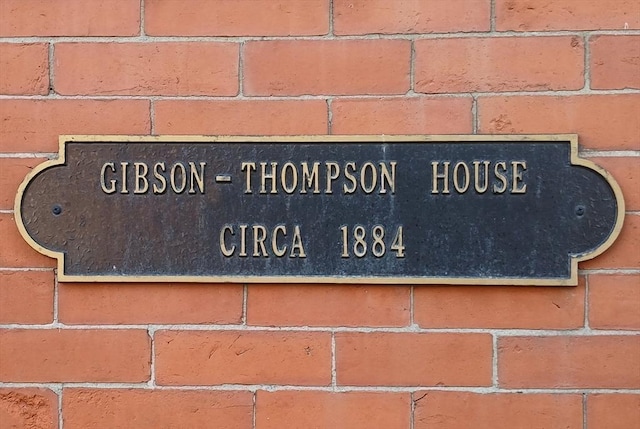 GIBSON - THOMPSON HOUSE
CIRCA 1884